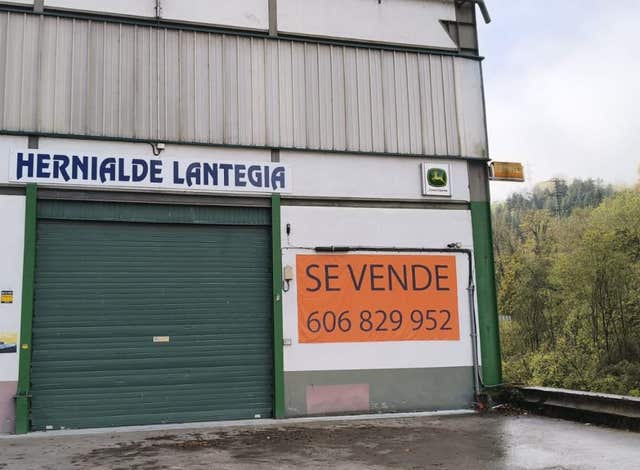 HERNIALDE LANTEGIA
SE VENDE
606 829 952